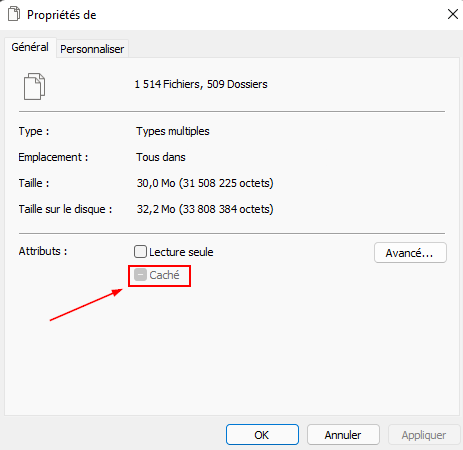 Propriétés de
Général
Personnaliser
1 514 Fichiers, 509 Dossiers
Type :
Types multiples
Emplacement :
Tous dans
Taille :
30,0 Mo (31 508 225 octets)
Taille sur le disque :
32,2 Mo (33 808 384 octets)
Attributs :
Lecture seule
Avancé...
Caché
OK
Annuler
Appliquer